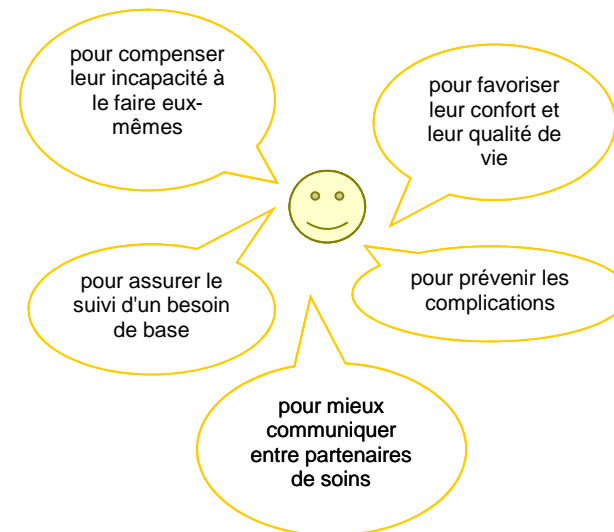 pour compenser
leur incapacité à
le faire eux-
mêmes
pour favoriser
leur confort et
leur qualité de
vie
pour assurer le
suivi d'un besoin
de base
pour prévenir les
complications
pour mieux
communiquer
entre partenaires
de soins